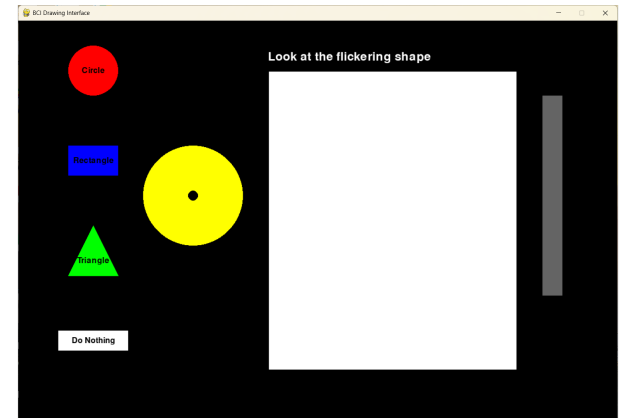 BCI Drawing Interface
Circle
Look at the flickering shape
Rectangle
Triangle
Do Nothing